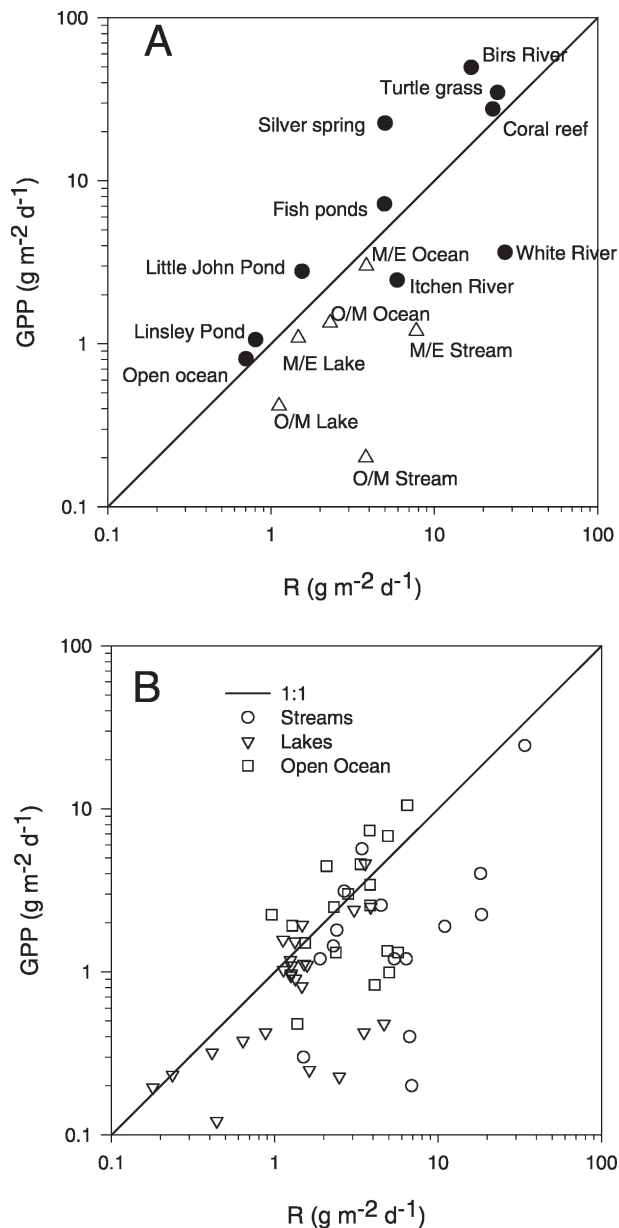 A
100
10
1
0.1
GPP (g m-2 d-1)
Birs River
Turtle grass
Coral reef
Silver spring
Fish ponds
M/E Ocean
White River
Little John Pond
Itchen River
O/M Ocean
Linsley Pond
M/E Stream
M/E Lake
Open ocean
O/M Lake
O/M Stream
0.1 1 10 100
R (g m-2 d-1)
B
100
10
1
0.1
GPP (g m-2 d-1)
1:1
Streams
Lakes
Open Ocean
0.1 1 10 100
R (g m-2 d-1)